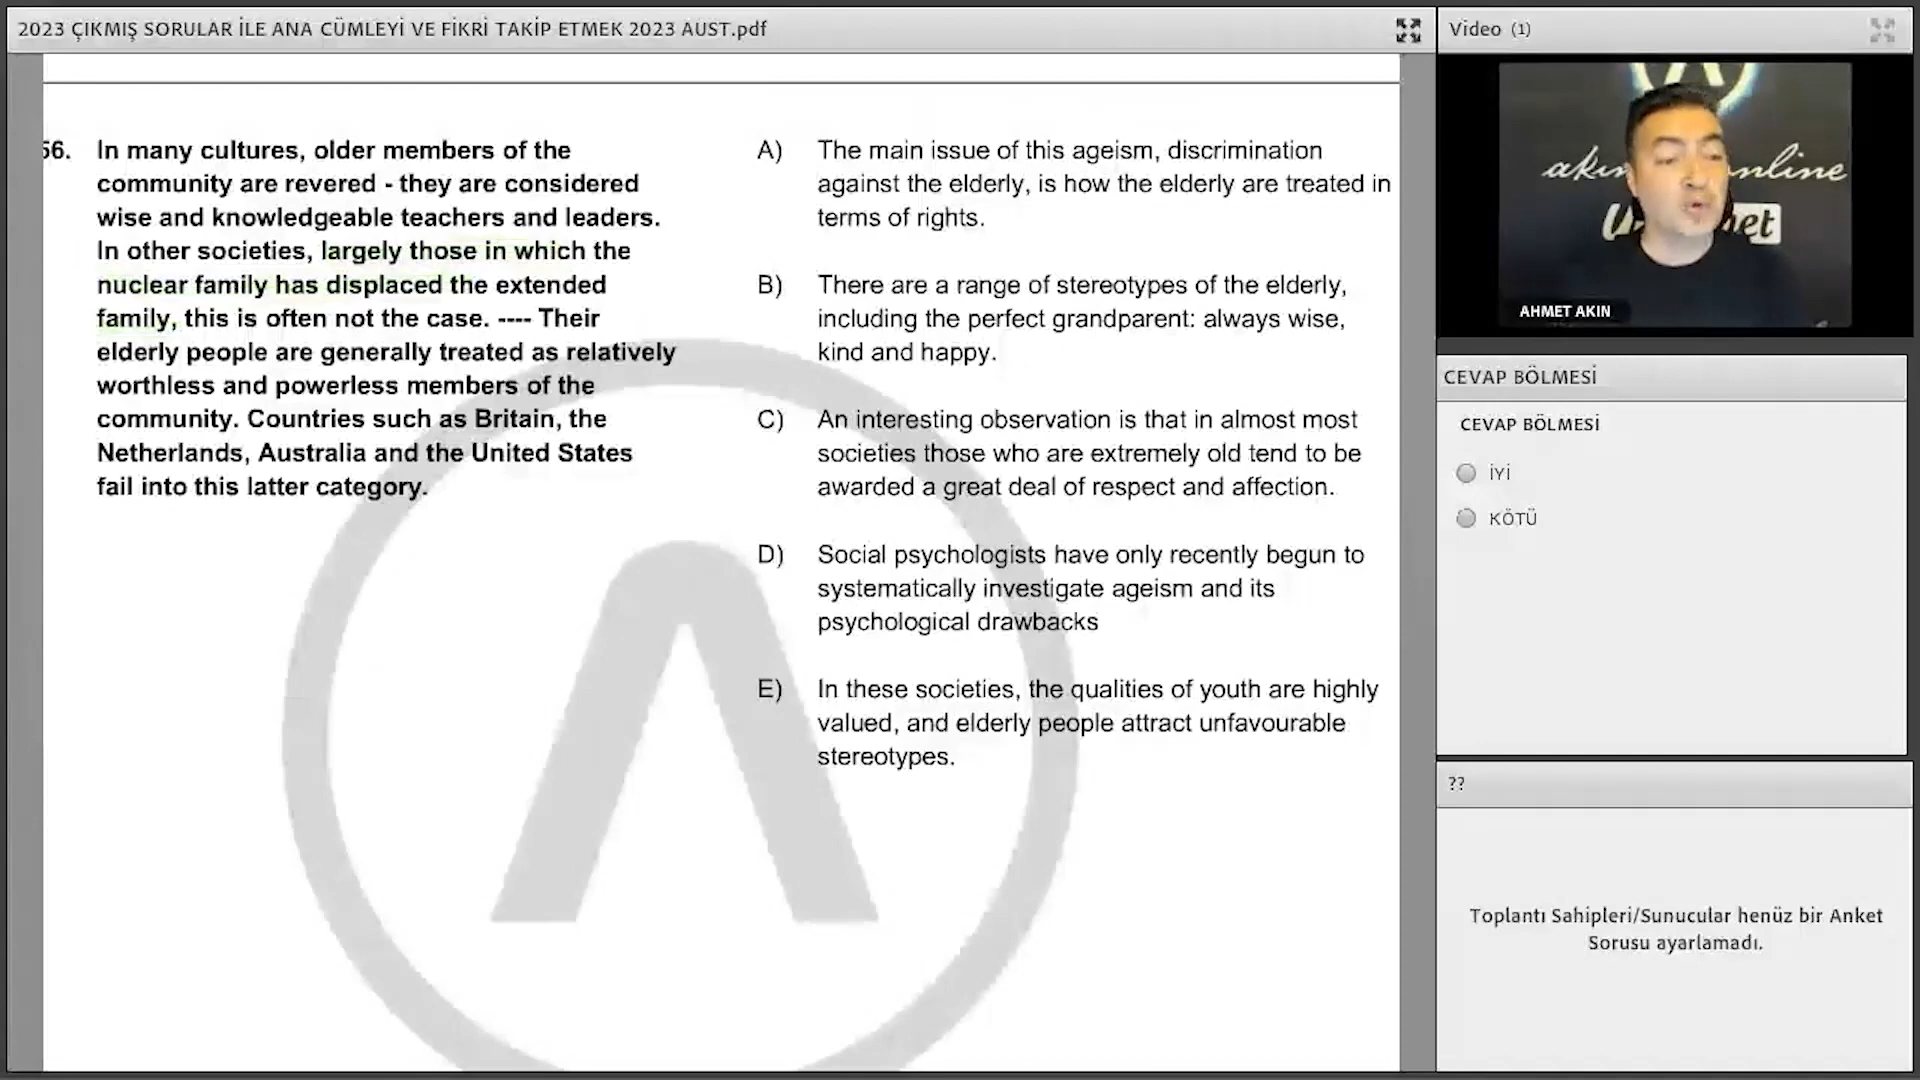 2023 ÇIKMIŞ SORULAR İLE ANA CÜMLEYİ VE FİKRİ TAKİP ETMEK 2023 AUST.pdf
56. In many cultures, older members of the
community are revered - they are considered
wise and knowledgeable teachers and leaders.
In other societies, largely those in which the
nuclear family has displaced the extended
family, this is often not the case. ---- Their
elderly people are generally treated as relatively
worthless and powerless members of the
community. Countries such as Britain, the
Netherlands, Australia and the United States
fail into this latter category.
A) The main issue of this ageism, discrimination
against the elderly, is how the elderly are treated in
terms of rights.
B) There are a range of stereotypes of the elderly,
including the perfect grandparent: always wise,
kind and happy.
C) An interesting observation is that in almost most
societies those who are extremely old tend to be
awarded a great deal of respect and affection.
D) Social psychologists have only recently begun to
systematically investigate ageism and its
psychological drawbacks
E) In these societies, the qualities of youth are highly
valued, and elderly people attract unfavourable
stereotypes.
Video (1)
AHMET AKIN
CEVAP BÖLMESİ
CEVAP BÖLMESİ
İYİ
KÖTÜ
??
Toplantı Sahipleri/Sunucular henüz bir Anket
Sorusu ayarlamadı.